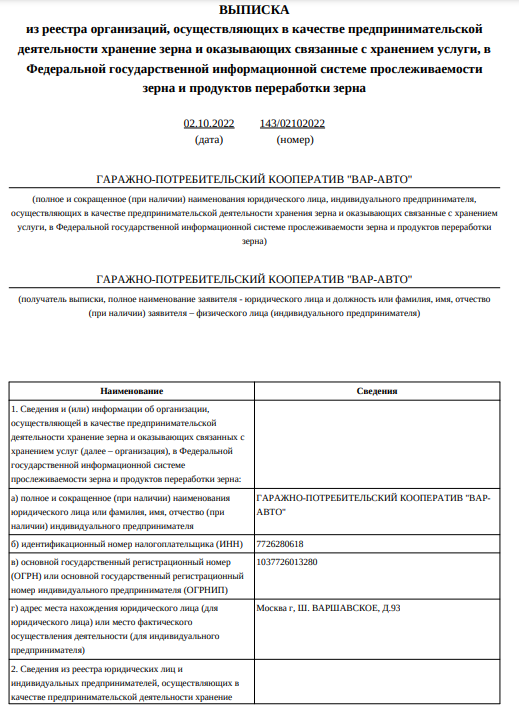 ВЫПИСКА
из реестра организаций, осуществляющих в качестве предпринимательской
деятельности хранение зерна и оказывающих связанные с хранением услуги, в
Федеральной государственной информационной системе прослеживаемости
зерна и продуктов переработки зерна
02.10.2022 143/02102022
(дата) (номер)
ГАРАЖНО-ПОТРЕБИТЕЛЬСКИЙ КООПЕРАТИВ "ВАР-АВТО"
(полное и сокращенное (при наличии) наименования юридического лица, индивидуального предпринимателя,
осуществляющих в качестве предпринимательской деятельности хранения зерна и оказывающих связанные с хранением
услуги, в Федеральной государственной информационной системе прослеживаемости зерна и продуктов переработки
зерна)
ГАРАЖНО-ПОТРЕБИТЕЛЬСКИЙ КООПЕРАТИВ "ВАР-АВТО"
(получатель выписки, полное наименование заявителя - юридического лица и должность или фамилия, имя, отчество
(при наличии) заявителя – физического лица (индивидуального предпринимателя)
Наименование Сведения
1. Сведения и (или) информации об организации,
осуществляющей в качестве предпринимательской
деятельности хранение зерна и оказывающих связанных с
хранением услуг (далее – организация), в Федеральной
государственной информационной системе
прослеживаемости зерна и продуктов переработки зерна:
а) полное и сокращенное (при наличии) наименования
юридического лица или фамилия, имя, отчество (при
наличии) индивидуального предпринимателя
ГАРАЖНО-ПОТРЕБИТЕЛЬСКИЙ КООПЕРАТИВ "ВАР-
АВТО"
б) идентификационный номер налогоплательщика (ИНН)
7726280618
в) основной государственный регистрационный номер
(ОГРН) или основной государственный регистрационный
номер индивидуального предпринимателя (ОГРНИП)
1037726013280
г) адрес места нахождения юридического лица (для
юридического лица) или место фактического
осуществления деятельности (для индивидуального
предпринимателя)
Москва г, Ш. ВАРШАВСКОЕ, Д.93
2. Сведения из реестра юридических лиц и
индивидуальных предпринимателей, осуществляющих в
качестве предпринимательской деятельности хранение